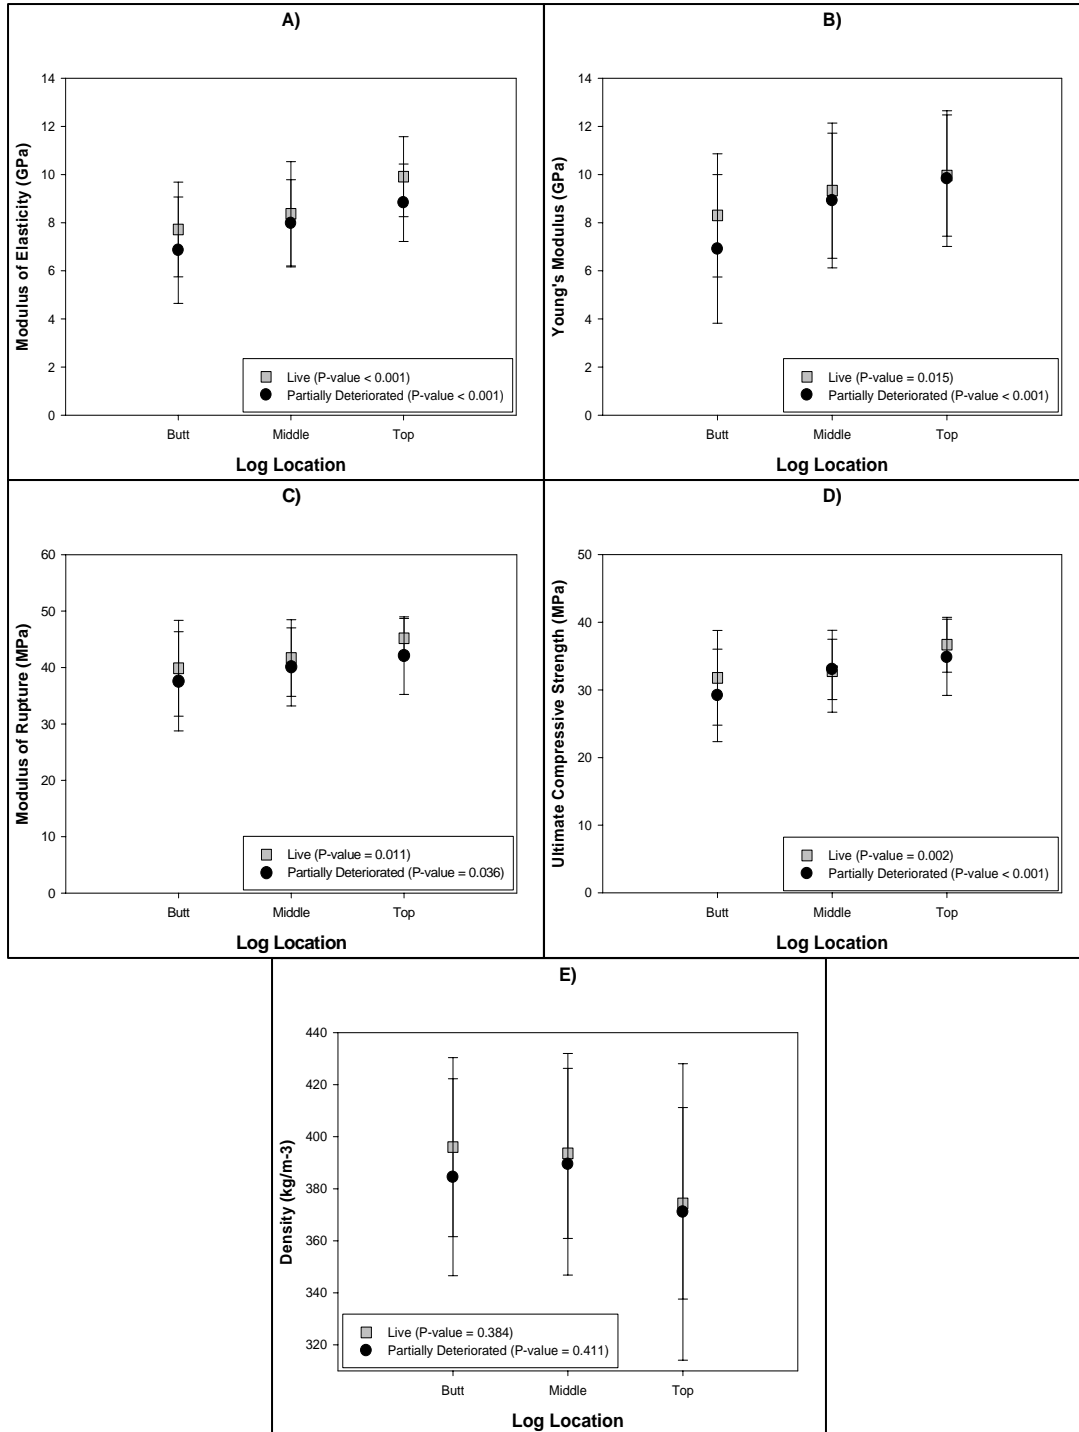 A)
Modulus of Elasticity (GPa)
14
12
10
8
6
4
2
0
Live (P-value < 0.001)
Partially Deteriorated (P-value < 0.001)
Butt Middle Top
Log Location
B)
Young's Modulus (GPa)
14
12
10
8
6
4
2
0
Live (P-value = 0.015)
Partially Deteriorated (P-value < 0.001)
Butt Middle Top
Log Location
C)
Modulus of Rupture (MPa)
60
50
40
30
20
10
0
Live (P-value = 0.011)
Partially Deteriorated (P-value = 0.036)
Butt Middle Top
Log Location
D)
Ultimate Compressive Strength (MPa)
50
40
30
20
10
0
Live (P-value = 0.002)
Partially Deteriorated (P-value < 0.001)
Butt Middle Top
Log Location
E)
Density (kg/m-3)
440
420
400
380
360
340
320
Live (P-value = 0.384)
Partially Deteriorated (P-value = 0.411)
Butt Middle Top
Log Location